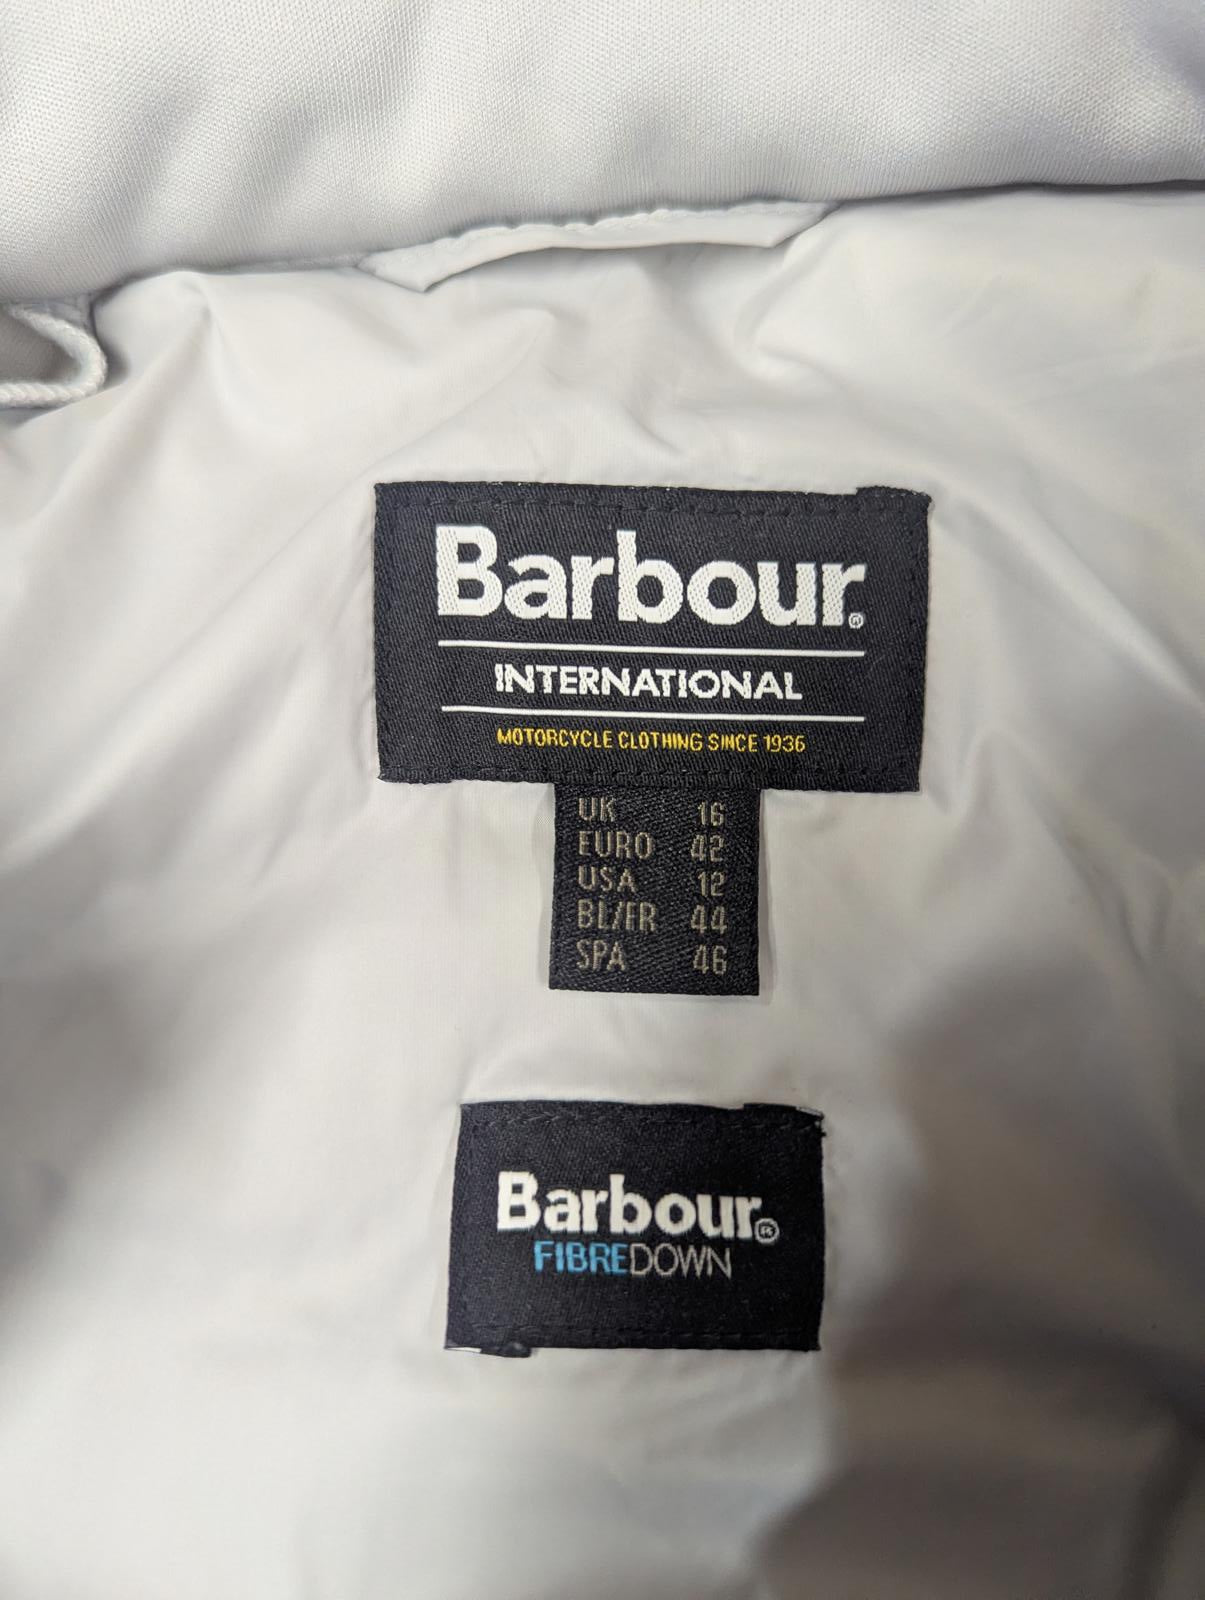 Barbour®
INTERNATIONAL
MOTORCYCLE CLOTHING SINCE 1936
UK 16
EURO 42
USA 12
BL/FR 44
SPA 46
Barbour®
FIBREDOWN